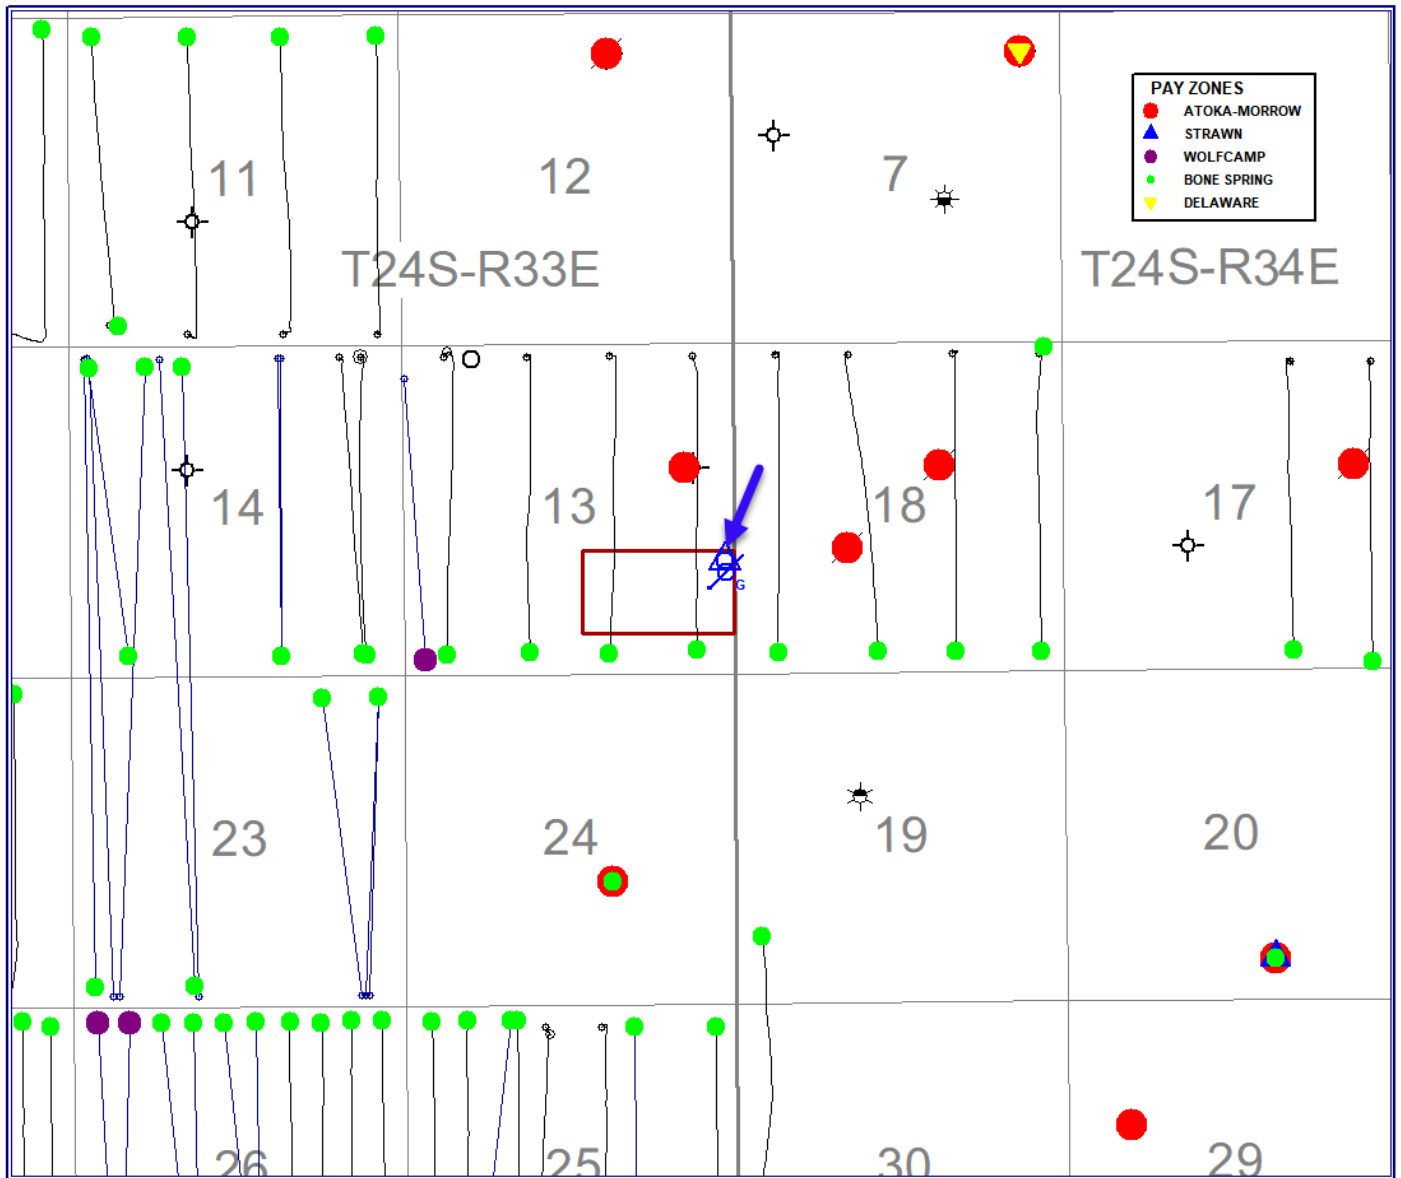 PAY ZONES
ATOKA-MORROW
STRAWN
WOLFCAMP
BONE SPRING
DELAWARE
11
12
7
T24S-R33E
T24S-R34E
14
13
18
17
G
23
24
19
20
26
25
30
29